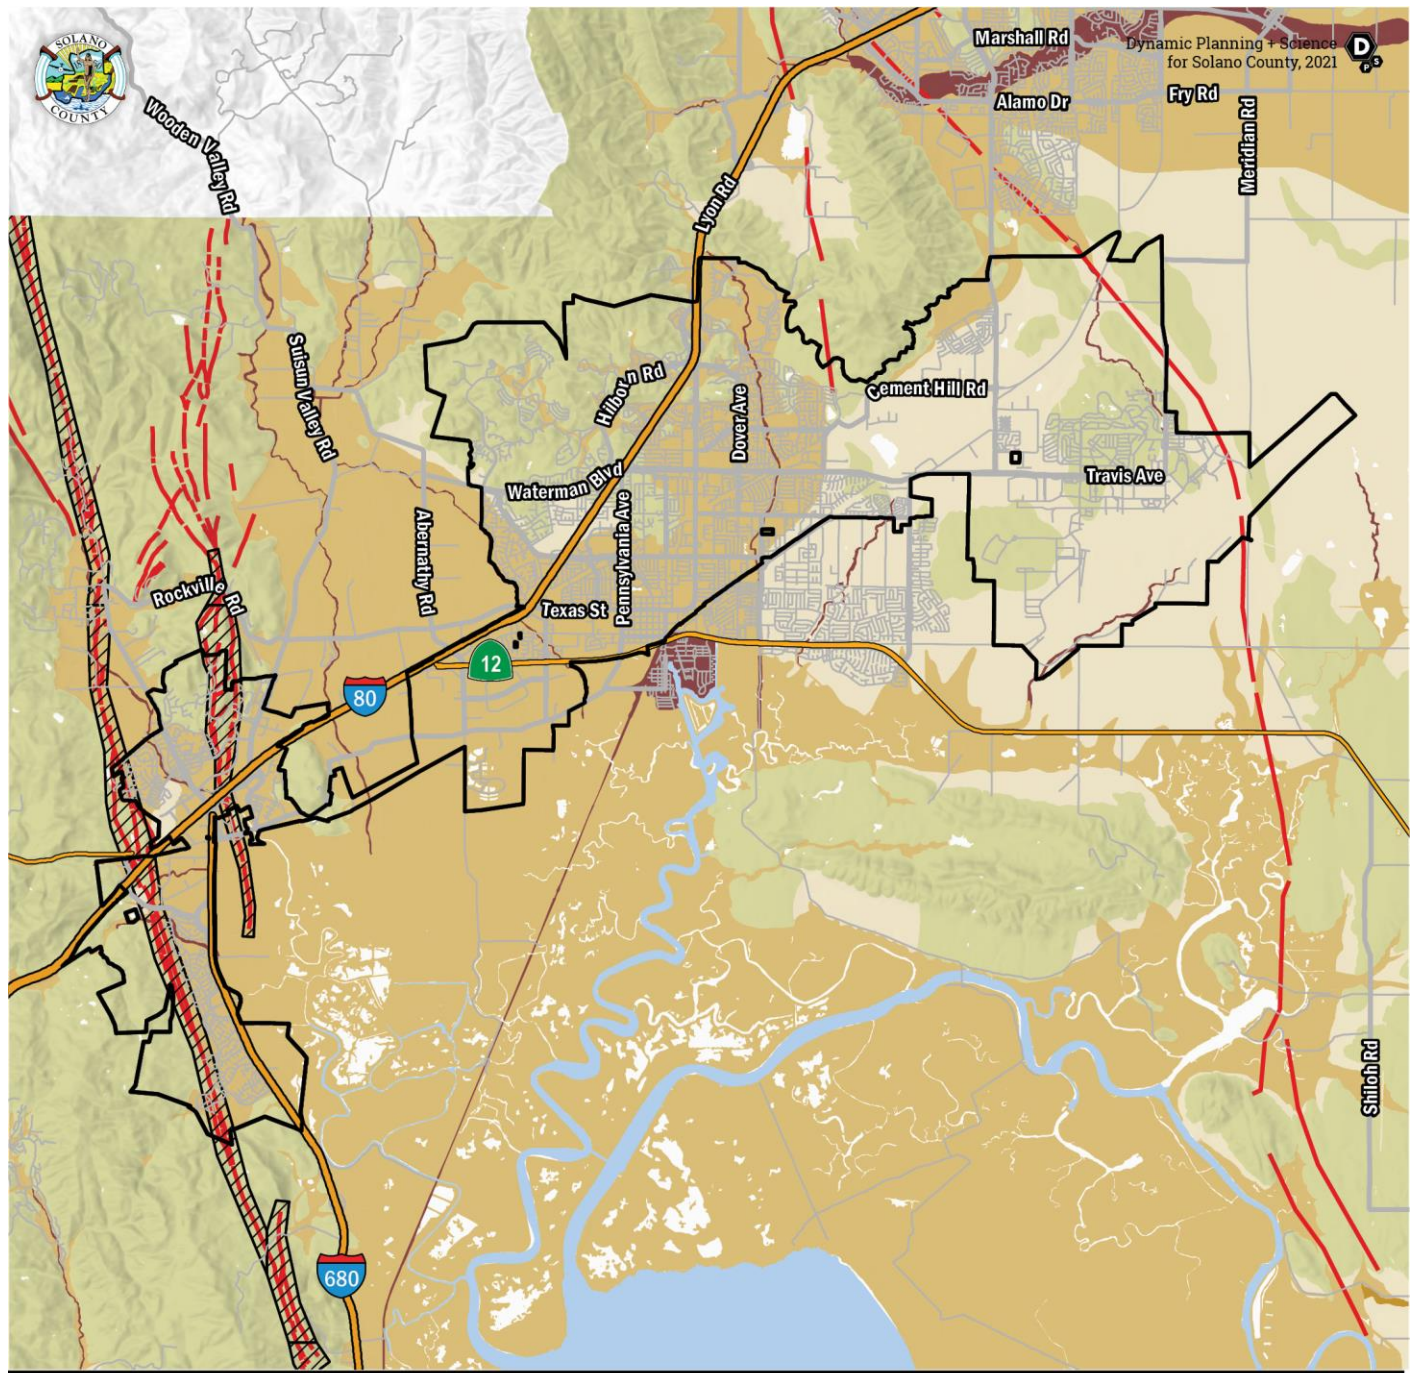 SOLANO
COUNTY
Marshall Rd
Dynamic Planning + Science
for Solano County, 2021
D
P
S
Alamo Dr
Fry Rd
Meridian Rd
Wooden Valley Rd
Lyon Rd
Suisun Valley Rd
Hilborn Rd
Dover Ave
Cement Hill Rd
Waterman Blvd
Travis Ave
Pennsylvania Ave
Abernathy Rd
Rockville Rd
Texas St
12
80
Shiloh Rd
680